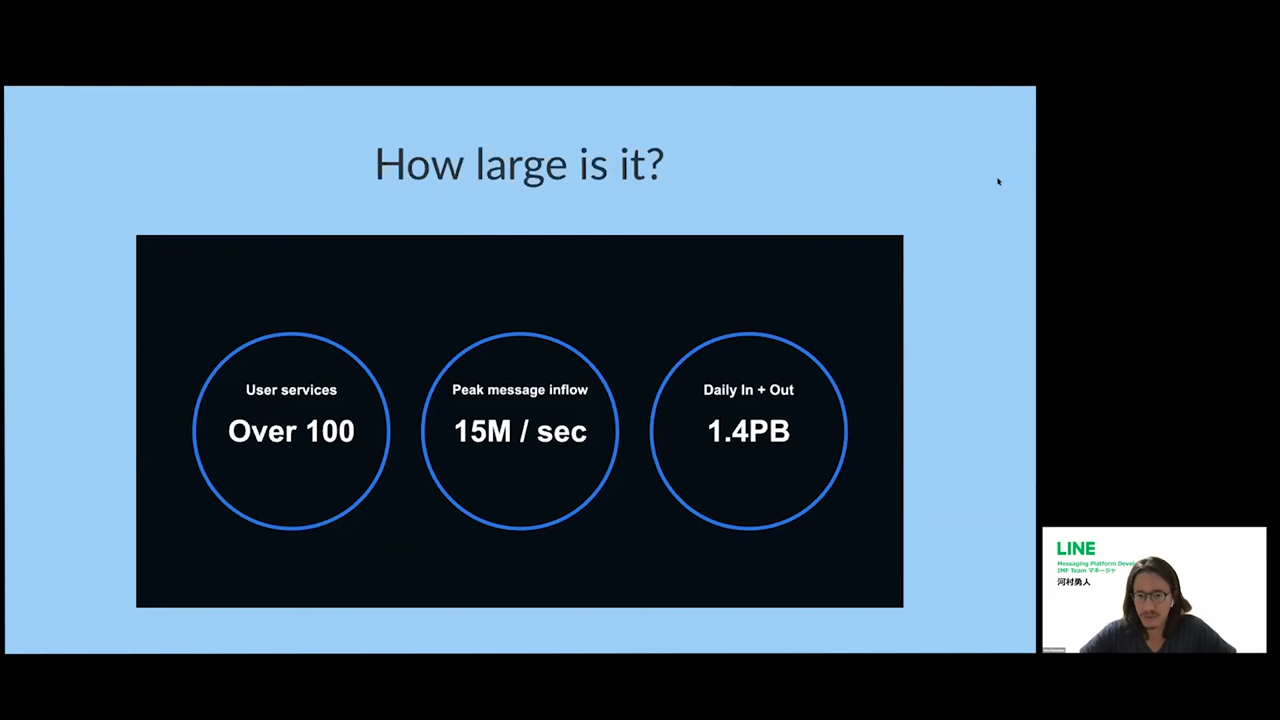 How large is it?
User services
Over 100
Peak message inflow
15M / sec
Daily In + Out
1.4PB
LINE
Messaging Platform
IMF Team マネージャ
河村勇人